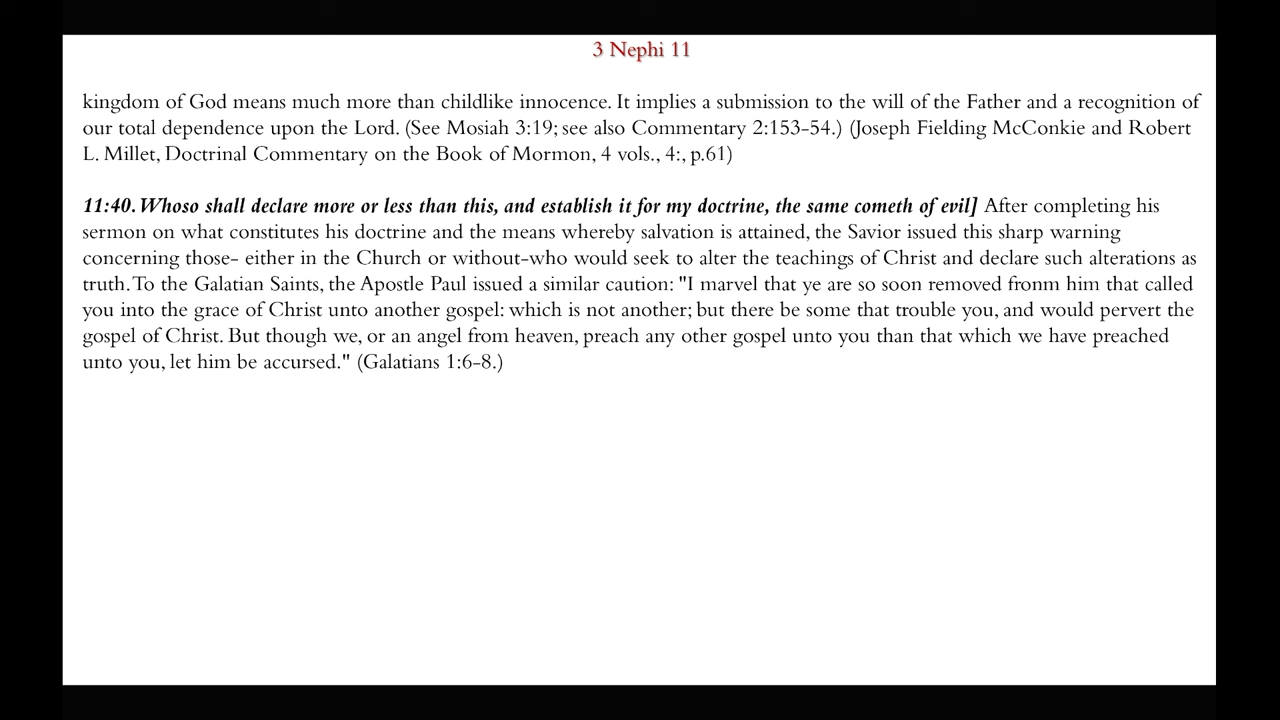 3 Nephi 11
kingdom of God means much more than childlike innocence. It implies a submission to the will of the Father and a recognition of
our total dependence upon the Lord. (See Mosiah 3:19; see also Commentary 2:153-54.) (Joseph Fielding McConkie and Robert
L. Millet, Doctrinal Commentary on the Book of Mormon, 4 vols., 4:, p.61)
11:40. Whoso shall declare more or less than this, and establish it for my doctrine, the same cometh of evil] After completing his
sermon on what constitutes his doctrine and the means whereby salvation is attained, the Savior issued this sharp warning
concerning those- either in the Church or without-who would seek to alter the teachings of Christ and declare such alterations as
truth. To the Galatian Saints, the Apostle Paul issued a similar caution: "I marvel that ye are so soon removed fronm him that called
you into the grace of Christ unto another gospel: which is not another; but there be some that trouble you, and would pervert the
gospel of Christ. But though we, or an angel from heaven, preach any other gospel unto you than that which we have preached
unto you, let him be accursed." (Galatians 1:6-8.)